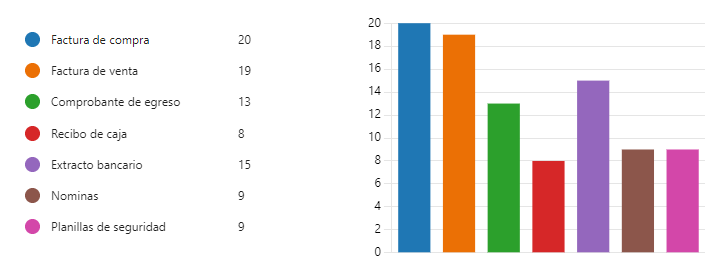 Factura de compra 20
Factura de venta 19
Comprobante de egreso 13
Recibo de caja 8
Extracto bancario 15
Nominas 9
Planillas de seguridad 9
20
18
16
14
12
10
8
6
4
2
0